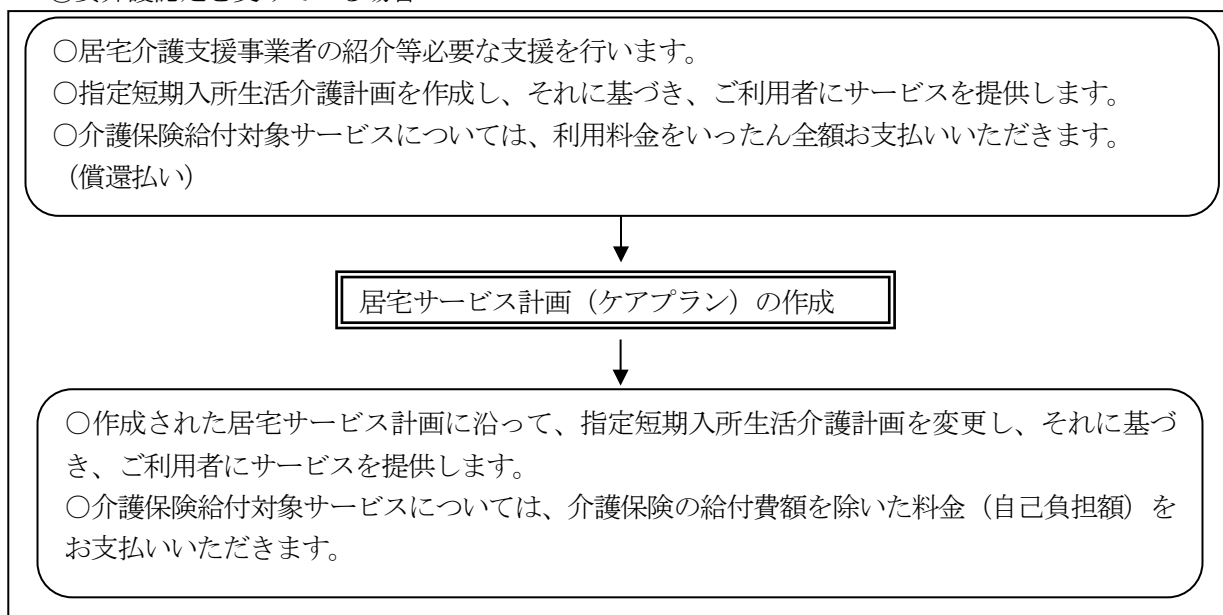 ○居宅介護支援事業者の紹介等必要な支援を行います。
○指定短期入所生活介護計画を作成し、それに基づき、ご利用者にサービスを提供します。
○介護保険給付対象サービスについては、利用料金をいったん全額お支払いいただきます。
（償還払い）
居宅サービス計画（ケアプラン）の作成
○作成された居宅サービス計画に沿って、指定短期入所生活介護計画を変更し、それに基づ
き、ご利用者にサービスを提供します。
○介護保険給付対象サービスについては、介護保険の給付費額を除いた料金（自己負担額）を
お支払いいただきます。